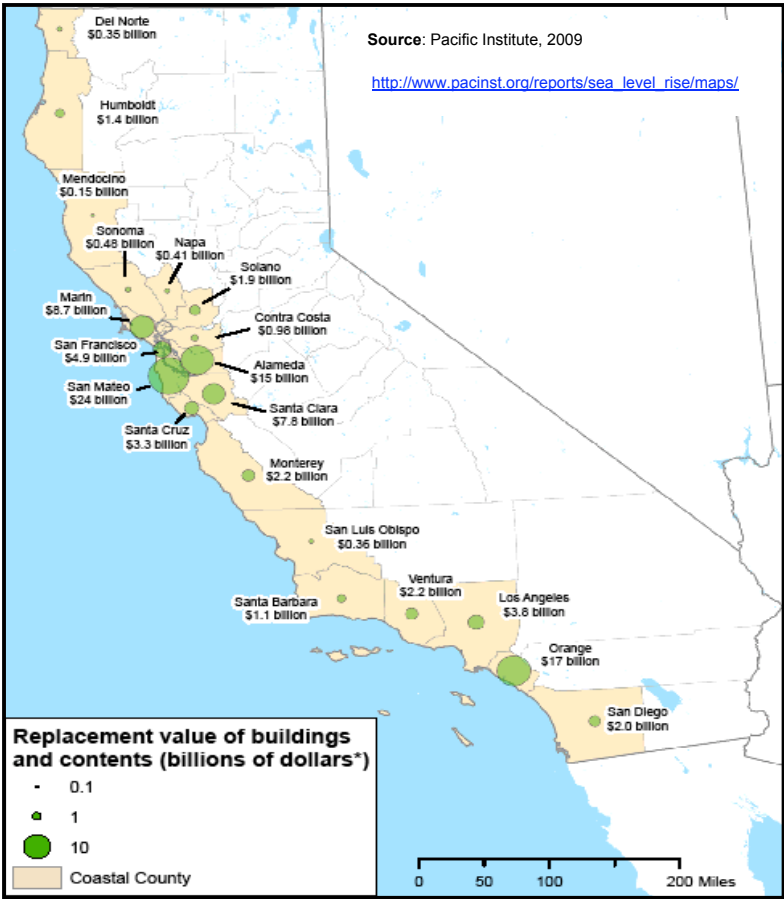 Del Norte
$0.35 billion
Source: Pacific Institute, 2009
http://www.pacinst.org/reports/sea_level_rise/maps/
Humboldt
$1.4 billion
Mendocino
$0.15 billion
Sonoma
$0.48 billion
Napa
$0.41 billion
Solano
$1.9 billion
Marin
$8.7 billion
Contra Costa
$0.98 billion
San Francisco
$4.9 billion
Alameda
$15 billion
San Mateo
$24 billion
Santa Clara
$7.8 billion
Santa Cruz
$3.3 billion
Monterey
$2.2 billion
San Luis Obispo
$0.36 billion
Ventura
$2.2 billion
Santa Barbara
$1.1 billion
Los Angeles
$3.8 billion
Orange
$17 billion
San Diego
$2.0 billion
Replacement value of buildings
and contents (billions of dollars*)
0.1
1
10
Coastal County
0 50 100 200 Miles